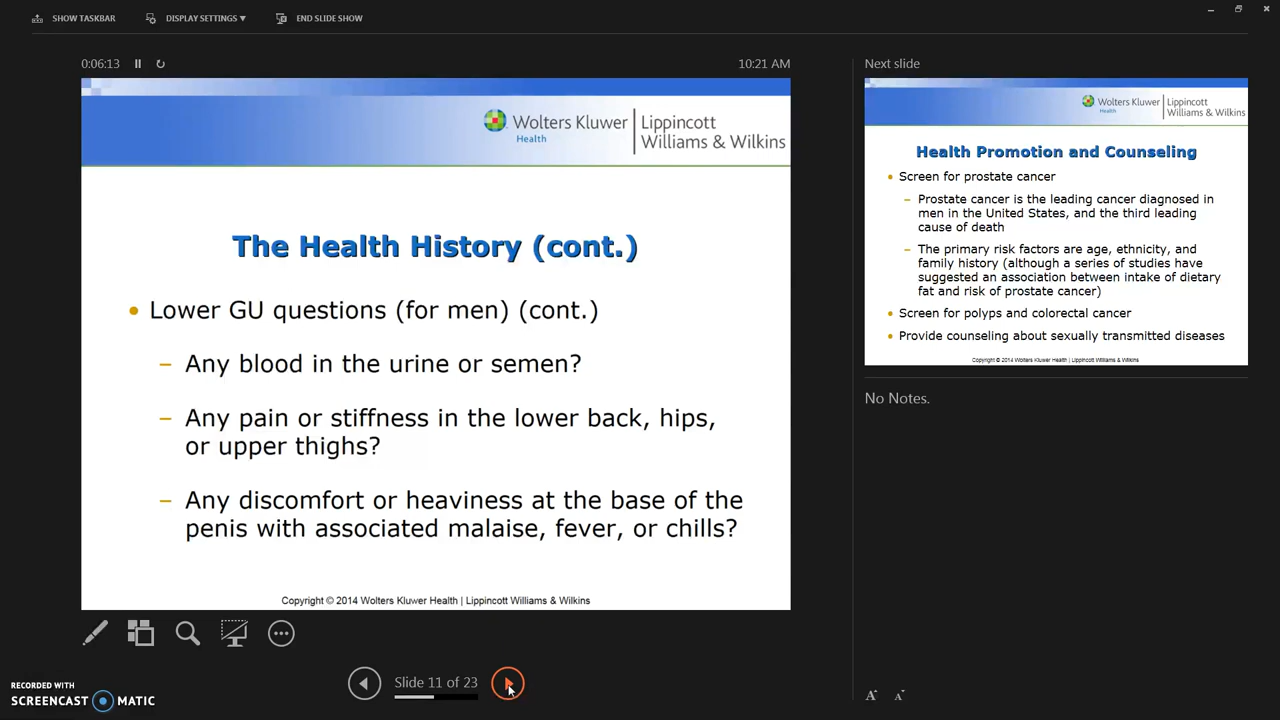 SHOW TASKBAR DISPLAY SETTINGS ▼ END SLIDE SHOW
0:06:13 10:21 AM
Wolters Kluwer Lippincott
Health Williams & Wilkins
The Health History (cont.)
• Lower GU questions (for men) (cont.)
– Any blood in the urine or semen?
– Any pain or stiffness in the lower back, hips,
or upper thighs?
– Any discomfort or heaviness at the base of the
penis with associated malaise, fever, or chills?
Copyright © 2014 Wolters Kluwer Health | Lippincott Williams & Wilkins
Slide 11 of 23
RECORDED WITH
SCREENCAST MATIC
Next slide
Wolters Kluwer Lippincott
Health Williams & Wilkins
Health Promotion and Counseling
• Screen for prostate cancer
– Prostate cancer is the leading cancer diagnosed in
men in the United States, and the third leading
cause of death
– The primary risk factors are age, ethnicity, and
family history (although a series of studies have
suggested an association between intake of dietary
fat and risk of prostate cancer)
• Screen for polyps and colorectal cancer
• Provide counseling about sexually transmitted diseases
Copyright © 2014 Wolters Kluwer Health | Lippincott Williams & Wilkins
No Notes.
A A